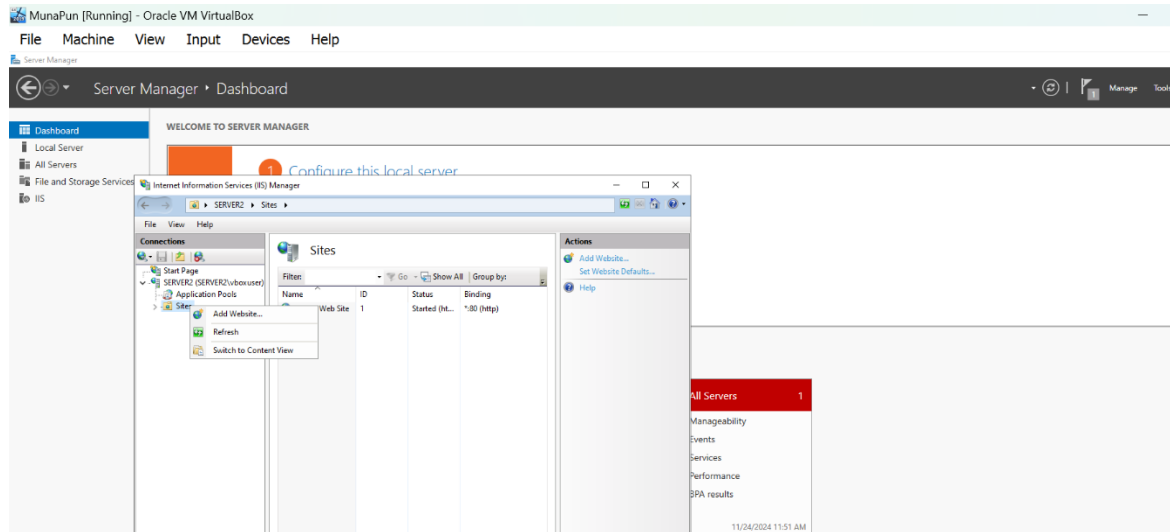 MunaPun [Running] - Oracle VM VirtualBox
File Machine View Input Devices Help
Server Manager
Server Manager Dashboard
1 Manage Tools
Dashboard
Local Server
All Servers
File and Storage Services
IIS
WELCOME TO SERVER MANAGER
1 Configure this local server
Internet Information Services (IIS) Manager
SERVER2 Sites
File View Help
Connections
Start Page
SERVER2 (SERVER2\vboxuser)
Application Pools
Sites
Add Website...
Refresh
Switch to Content View
Sites
Filter: Go Show All Group by:
Name ID Status Binding
Web Site 1 Started (ht... *:80 (http)
Actions
Add Website...
Set Website Defaults...
Help
All Servers 1
Manageability
Events
Services
Performance
BPA results
11/24/2024 11:51 AM